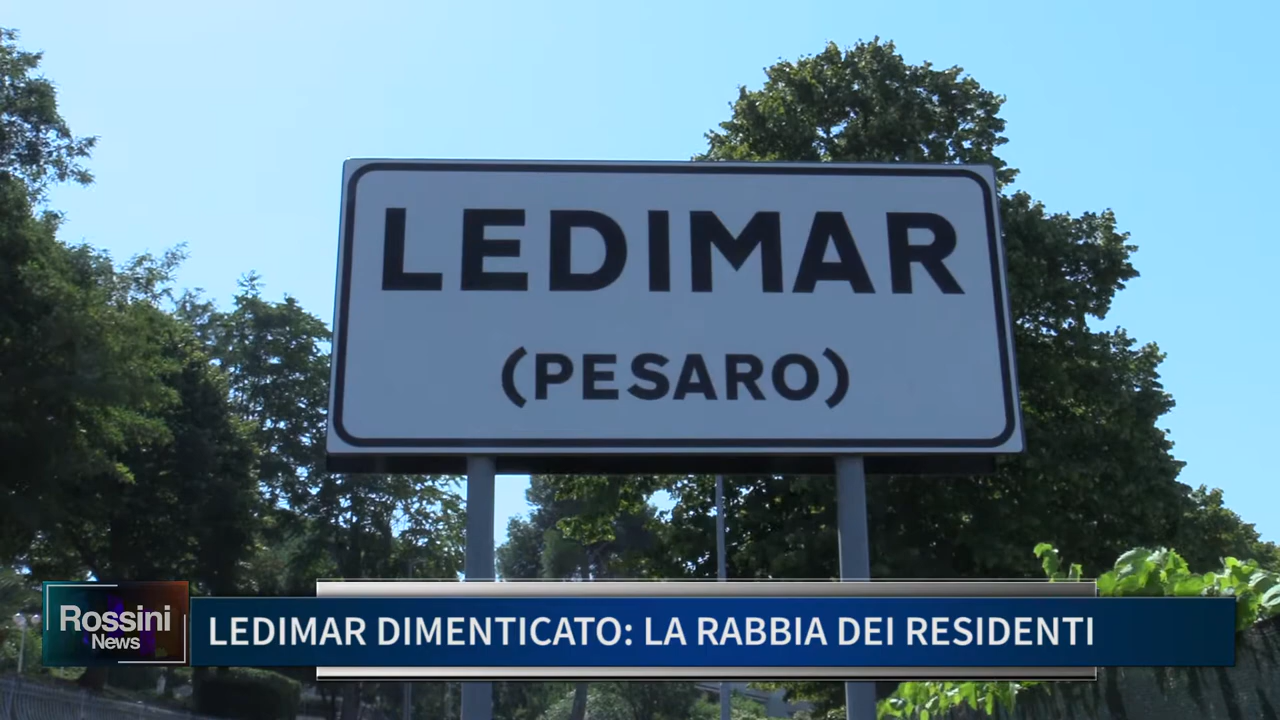 LEDIMAR
(PESARO)
Rossini
News
LEDIMAR DIMENTICATO: LA RABBIA DEI RESIDENTI